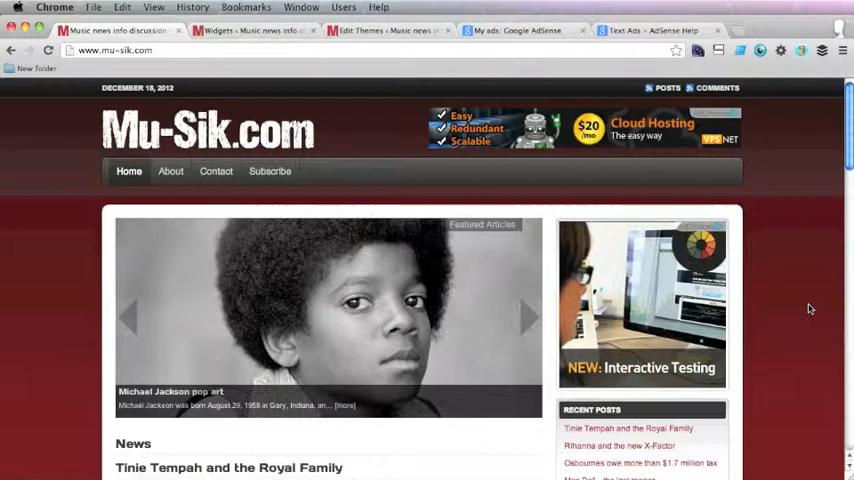 Chrome File Edit View History Bookmarks Window Users Help
Music news info discussion
Widgets ‹ Music news info
Edit Themes ‹ Music news in
My ads: Google AdSense
Text Ads - AdSense Help
www.mu-sik.com
New folder
DECEMBER 18, 2012
POSTS COMMENTS
Mu-Sik.com
Easy
Redundant
Scalable
$20
/mo
Cloud Hosting
The easy way
VPS NET
Home About Contact Subscribe
Featured Articles
Michael Jackson pop art
Michael Jackson was born August 29, 1958 in Gary, Indiana, an... [more]
NEW: Interactive Testing
RECENT POSTS
Tinie Tempah and the Royal Family
Rihanna and the new X-Factor
Osbournes owe more than $1.7 million tax
News
Tinie Tempah and the Royal Family